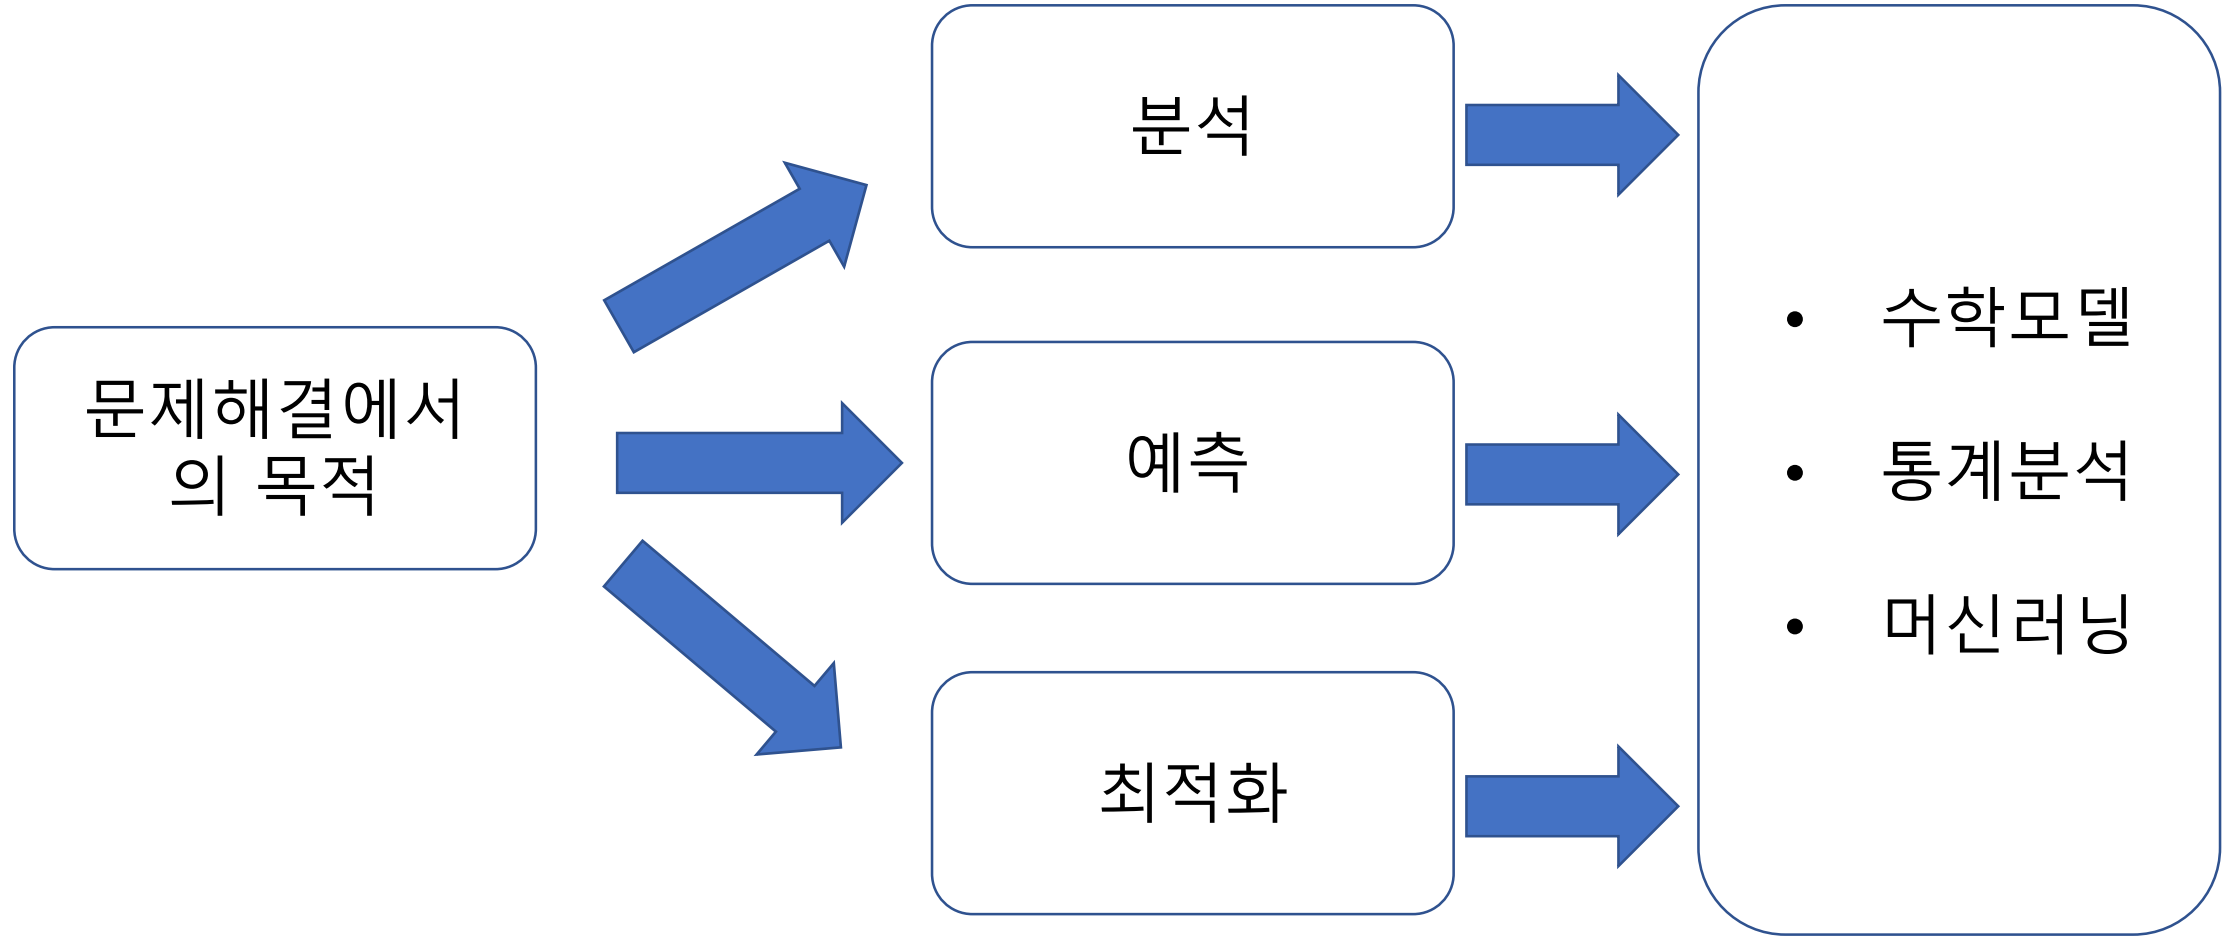 문제해결에서
의 목적
분석
예측
최적화
• 수학모델
• 통계분석
• 머신러닝